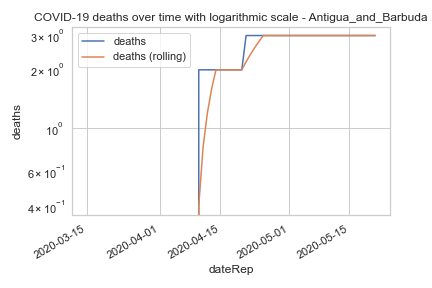 COVID-19 deaths over time with logarithmic scale - Antigua_and_Barbuda
deaths
deaths (rolling)
3 × 10⁰
2 × 10⁰
10⁰
6 × 10⁻¹
4 × 10⁻¹
deaths
2020-03-15
2020-04-01
2020-04-15
2020-05-01
2020-05-15
dateRep